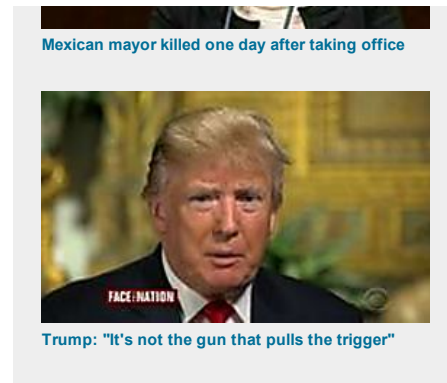 Mexican mayor killed one day after taking office
FACE THE NATION
Trump: "It's not the gun that pulls the trigger"